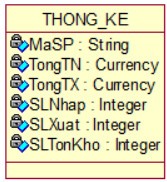 THONG_KE
MaSP : String
TongTN : Currency
TongTX : Currency
SLNhap : Integer
SLXuat : Integer
SLTonKho : Integer